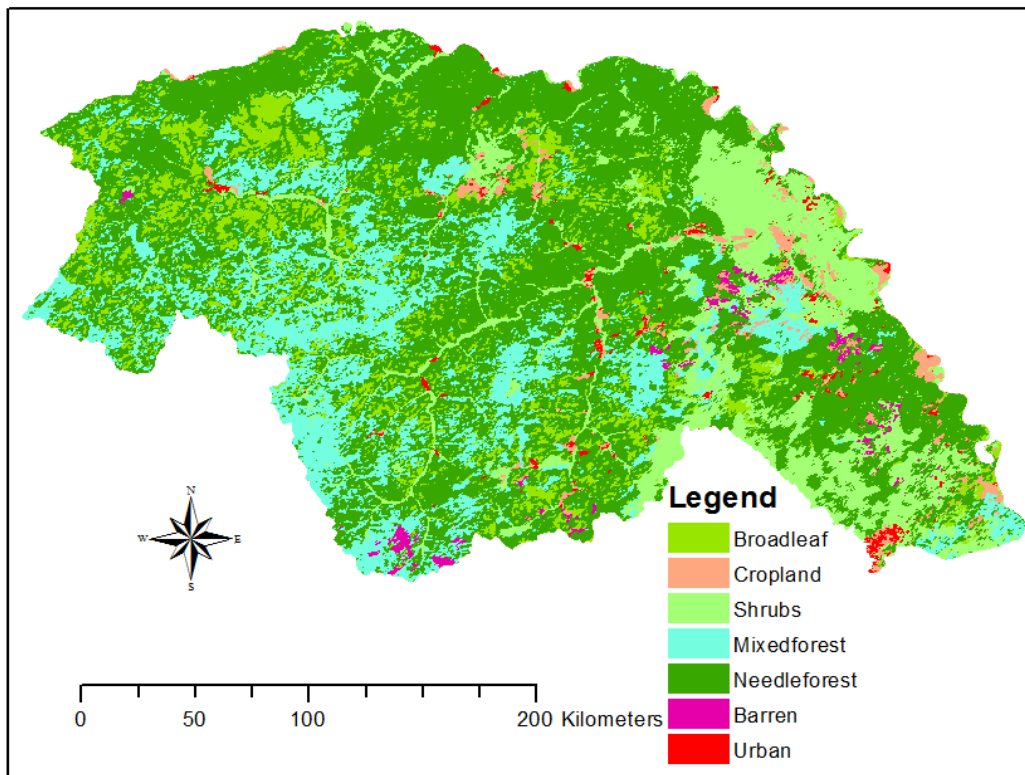 N
W E
S
Legend
Broadleaf
Cropland
Shrubs
Mixedforest
Needleforest
Barren
Urban
0 50 100 200 Kilometers